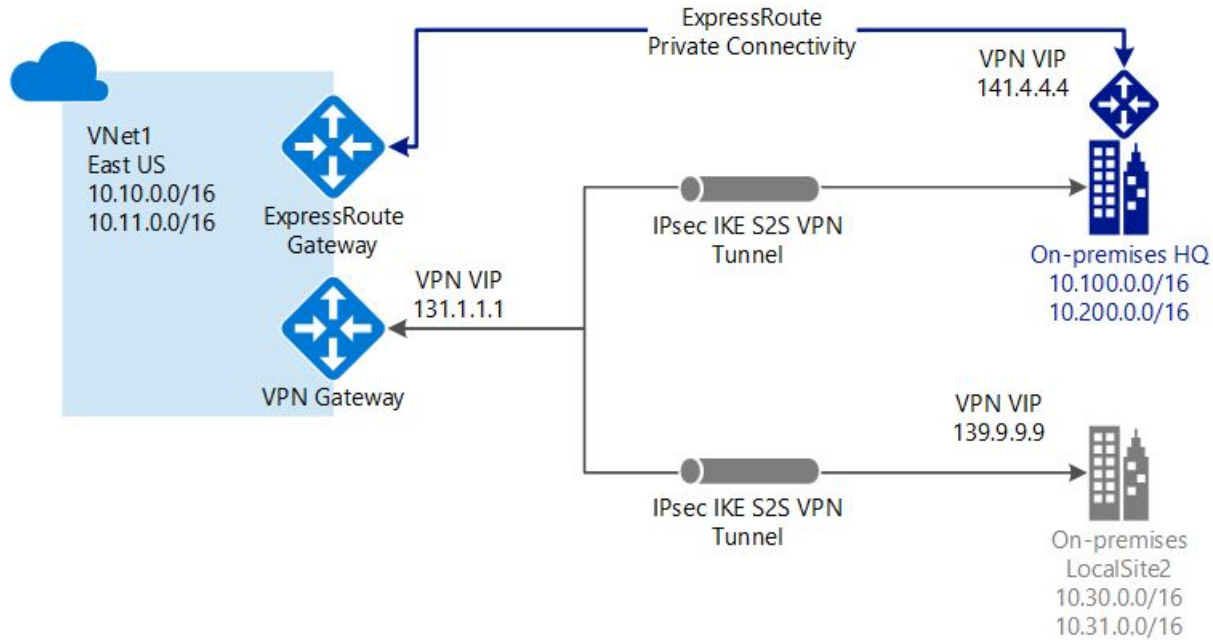 ExpressRoute
Private Connectivity
VPN VIP
141.4.4.4
VNet1
East US
10.10.0.0/16
10.11.0.0/16
ExpressRoute
Gateway
IPsec IKE S2S VPN
Tunnel
On-premises HQ
10.100.0.0/16
10.200.0.0/16
VPN VIP
131.1.1.1
VPN Gateway
VPN VIP
139.9.9.9
IPsec IKE S2S VPN
Tunnel
On-premises
LocalSite2
10.30.0.0/16
10.31.0.0/16